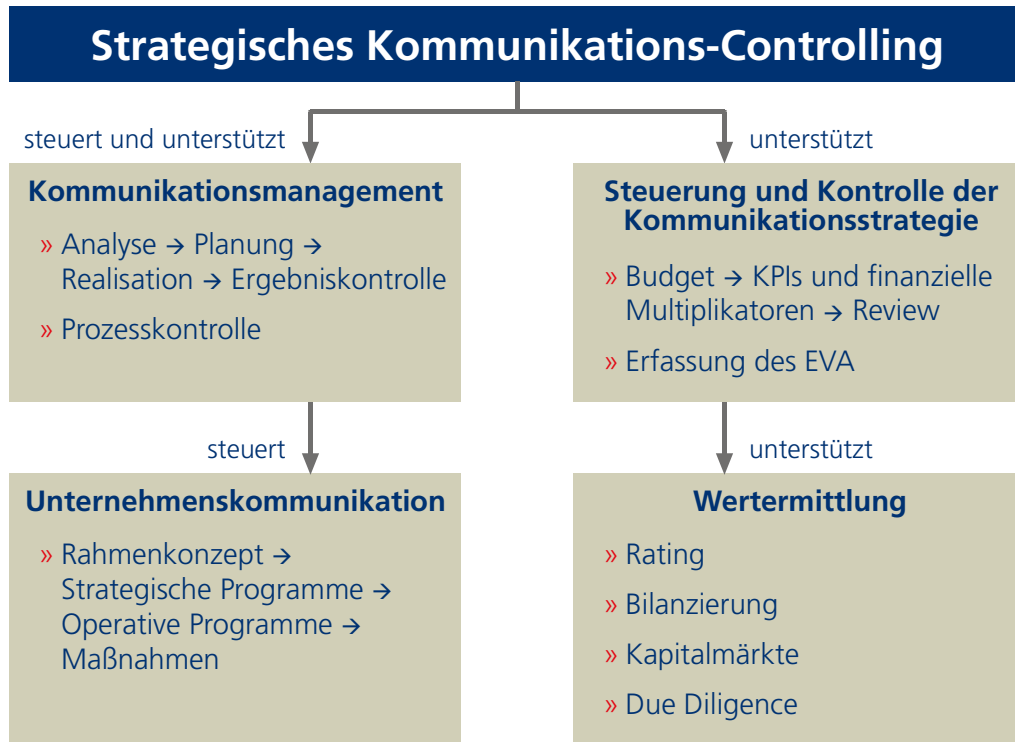 Strategisches Kommunikations-Controlling
steuert und unterstützt
unterstützt
Kommunikationsmanagement
» Analyse → Planung →
Realisation → Ergebniskontrolle
» Prozesskontrolle
Steuerung und Kontrolle der
Kommunikationsstrategie
» Budget → KPIs und finanzielle
Multiplikatoren → Review
» Erfassung des EVA
steuert
unterstützt
Unternehmenskommunikation
» Rahmenkonzept →
Strategische Programme →
Operative Programme →
Maßnahmen
Wertermittlung
» Rating
» Bilanzierung
» Kapitalmärkte
» Due Diligence